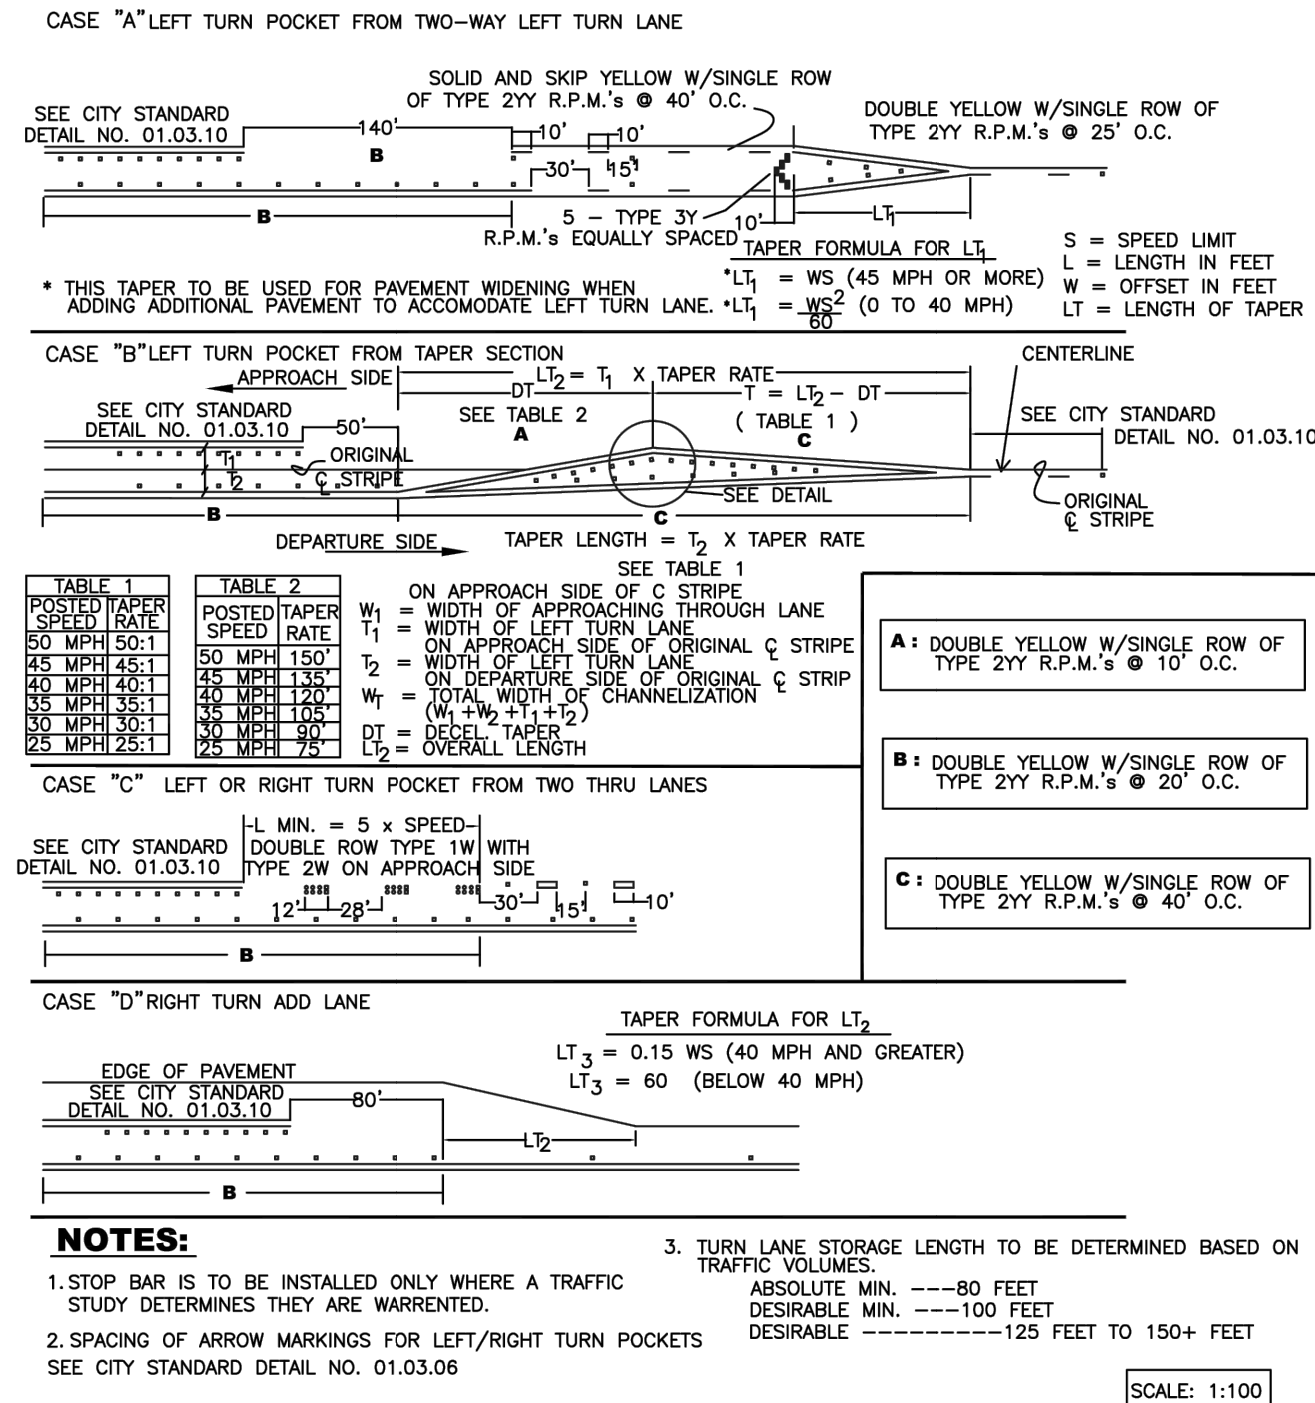 CASE "A" LEFT TURN POCKET FROM TWO-WAY LEFT TURN LANE
SOLID AND SKIP YELLOW W/SINGLE ROW
OF TYPE 2YY R.P.M.'s @ 40' O.C.
SEE CITY STANDARD
DETAIL NO. 01.03.10
140'
B
10'
10'
30'
15'
DOUBLE YELLOW W/SINGLE ROW OF
TYPE 2YY R.P.M.'s @ 25' O.C.
B
5 - TYPE 3Y
R.P.M.'s EQUALLY SPACED
10'
LT1
TAPER FORMULA FOR LT1
*LT1 = WS (45 MPH OR MORE)
*LT1 = WS2 (0 TO 40 MPH)
60
S = SPEED LIMIT
L = LENGTH IN FEET
W = OFFSET IN FEET
LT = LENGTH OF TAPER
* THIS TAPER TO BE USED FOR PAVEMENT WIDENING WHEN
ADDING ADDITIONAL PAVEMENT TO ACCOMODATE LEFT TURN LANE.
CASE "B" LEFT TURN POCKET FROM TAPER SECTION
APPROACH SIDE
LT2 = T1 X TAPER RATE
CENTERLINE
DT
T = LT2 - DT
SEE CITY STANDARD
DETAIL NO. 01.03.10
50'
SEE TABLE 2
A
( TABLE 1 )
C
SEE CITY STANDARD
DETAIL NO. 01.03.10
T1
T2
ORIGINAL
℄ STRIPE
SEE DETAIL
ORIGINAL
℄ STRIPE
B
C
DEPARTURE SIDE
TAPER LENGTH = T2 X TAPER RATE
SEE TABLE 1
TABLE 1
POSTED SPEED TAPER RATE
50 MPH 50:1
45 MPH 45:1
40 MPH 40:1
35 MPH 35:1
30 MPH 30:1
25 MPH 25:1
TABLE 2
POSTED SPEED TAPER RATE
50 MPH 150'
45 MPH 135'
40 MPH 120'
35 MPH 105'
30 MPH 90'
25 MPH 75'
ON APPROACH SIDE OF C STRIPE
W1 = WIDTH OF APPROACHING THROUGH LANE
T1 = WIDTH OF LEFT TURN LANE
ON APPROACH SIDE OF ORIGINAL ℄ STRIPE
T2 = WIDTH OF LEFT TURN LANE
ON DEPARTURE SIDE OF ORIGINAL ℄ STRIP
WT = TOTAL WIDTH OF CHANNELIZATION
(W1 +W2 +T1+T2)
DT = DECEL. TAPER
LT2 = OVERALL LENGTH
A : DOUBLE YELLOW W/SINGLE ROW OF
TYPE 2YY R.P.M.'s @ 10' O.C.
B : DOUBLE YELLOW W/SINGLE ROW OF
TYPE 2YY R.P.M.'s @ 20' O.C.
C : DOUBLE YELLOW W/SINGLE ROW OF
TYPE 2YY R.P.M.'s @ 40' O.C.
CASE "C" LEFT OR RIGHT TURN POCKET FROM TWO THRU LANES
L MIN. = 5 x SPEED
SEE CITY STANDARD
DETAIL NO. 01.03.10
DOUBLE ROW TYPE 1W WITH
TYPE 2W ON APPROACH SIDE
12'
28'
30'
15'
10'
B
CASE "D" RIGHT TURN ADD LANE
TAPER FORMULA FOR LT2
LT3 = 0.15 WS (40 MPH AND GREATER)
LT3 = 60 (BELOW 40 MPH)
EDGE OF PAVEMENT
SEE CITY STANDARD
DETAIL NO. 01.03.10
80'
LT2
B
NOTES:
1. STOP BAR IS TO BE INSTALLED ONLY WHERE A TRAFFIC
STUDY DETERMINES THEY ARE WARRENTED.
2. SPACING OF ARROW MARKINGS FOR LEFT/RIGHT TURN POCKETS
SEE CITY STANDARD DETAIL NO. 01.03.06
3. TURN LANE STORAGE LENGTH TO BE DETERMINED BASED ON
TRAFFIC VOLUMES.
ABSOLUTE MIN. ---80 FEET
DESIRABLE MIN. ---100 FEET
DESIRABLE ----------125 FEET TO 150+ FEET
SCALE: 1:100